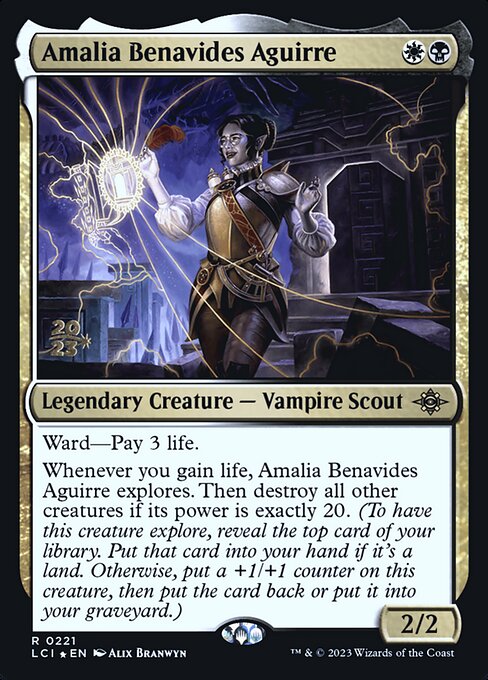 Amalia Benavides Aguirre
20
23
Legendary Creature — Vampire Scout
Ward—Pay 3 life.
Whenever you gain life, Amalia Benavides
Aguirre explores. Then destroy all other
creatures if its power is exactly 20. (To have
this creature explore, reveal the top card of your
library. Put that card into your hand if it's a
land. Otherwise, put a +1/+1 counter on this
creature, then put the card back or put it into
your graveyard.)
2/2
R 0221
LCI ★ EN Alix Branwyn
™ & © 2023 Wizards of the Coast